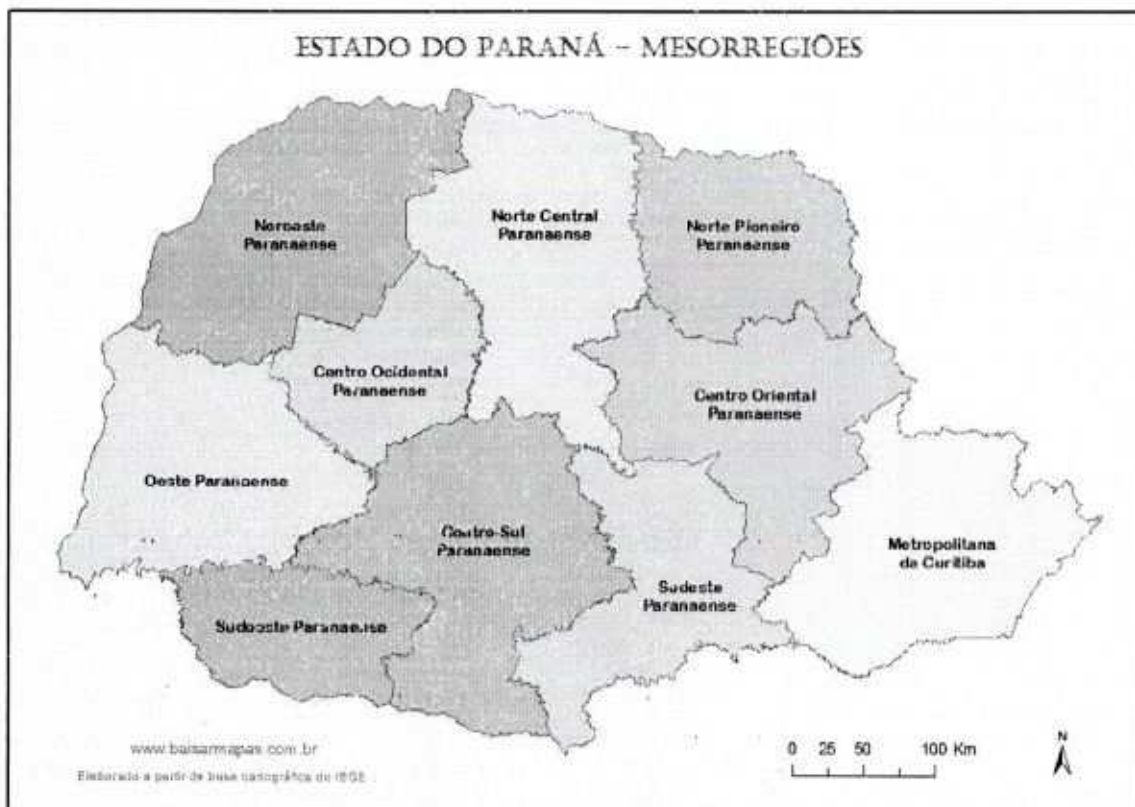 ESTADO DO PARANÁ – MESORREGIÕES
Noroeste
Paranaense
Norte Central
Paranaense
Norte Pioneiro
Paranaense
Centro Ocidental
Paranaense
Centro Oriental
Paranaense
Oeste Paranaense
Centro-Sul
Paranaense
Metropolitana
de Curitiba
Sudeste
Paranaense
Sudoeste Paranaense
www.baixarmapas.com.br
Elaborado a partir de base cartográfica do IBGE
0 25 50 100 Km
N